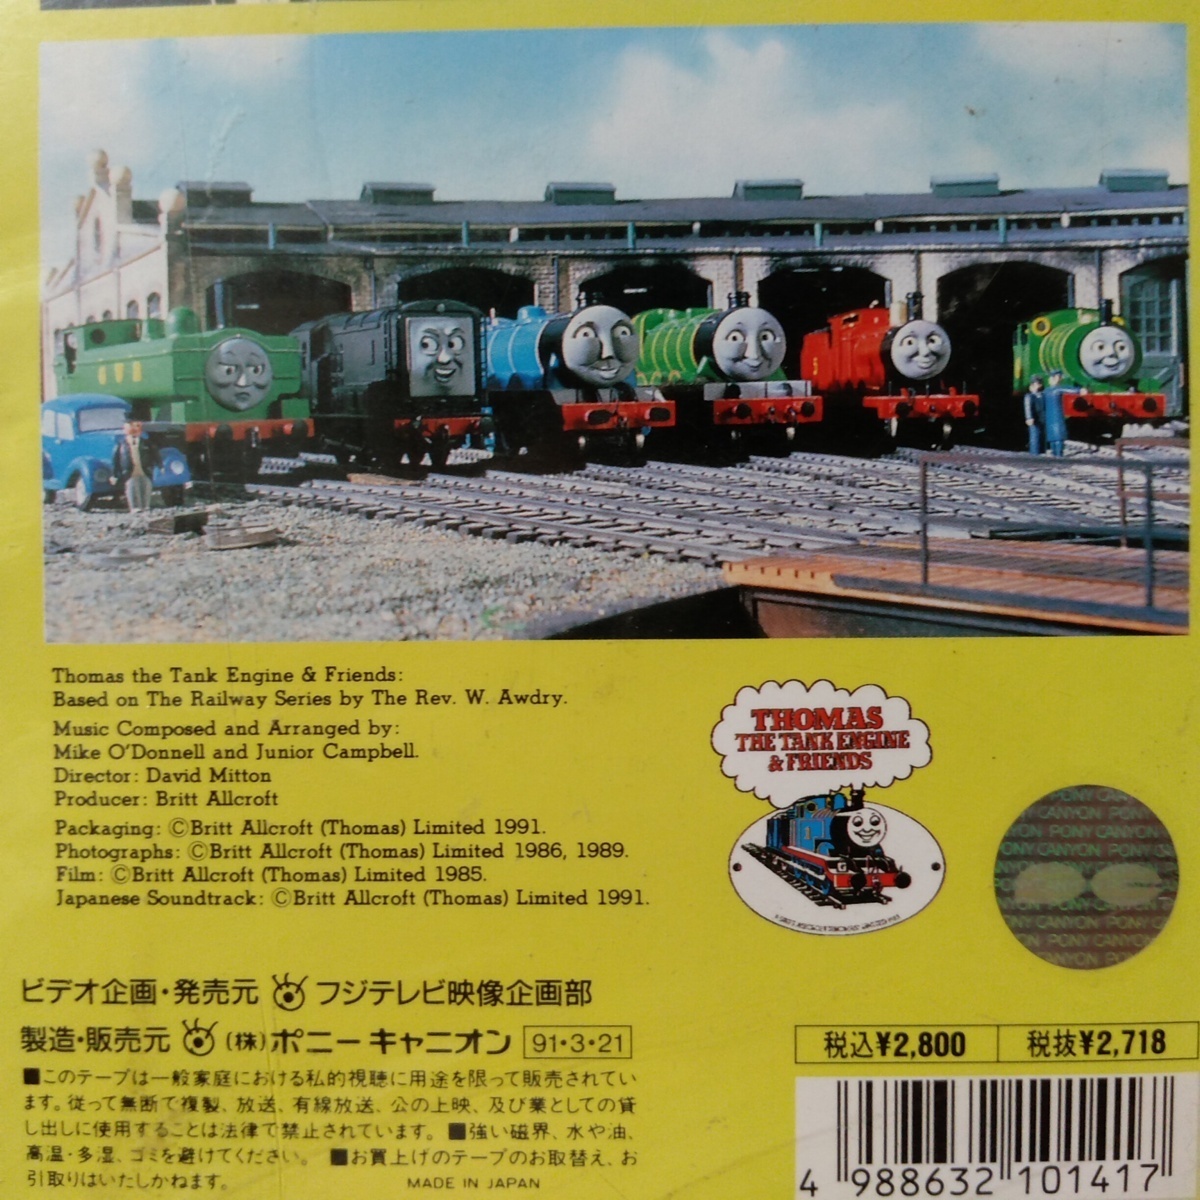 Thomas the Tank Engine & Friends:
Based on The Railway Series by The Rev. W. Awdry.
Music Composed and Arranged by:
Mike O'Donnell and Junior Campbell.
Director: David Mitton
Producer: Britt Allcroft
Packaging: ©Britt Allcroft (Thomas) Limited 1991.
Photographs: ©Britt Allcroft (Thomas) Limited 1986, 1989.
Film: ©Britt Allcroft (Thomas) Limited 1985.
Japanese Soundtrack: ©Britt Allcroft (Thomas) Limited 1991.
THOMAS
THE TANK ENGINE
& FRIENDS
PONY CANYON
ビデオ企画・発売元 フジテレビ映像企画部
製造・販売元 (株)ポニーキャニオン 91・3・21
■このテープは一般家庭における私的視聴に用途を限って販売されてい
ます。従って無断で複製、放送、有線放送、公の上映、及び業としての貸
し出しに使用することは法律で禁止されています。■強い磁界、水や油、
高温・多湿、ゴミを避けてください。■お買上げのテープのお取替え、お
引取りはいたしかねます。 MADE IN JAPAN
税込¥2,800 税抜¥2,718
4 988632 101417